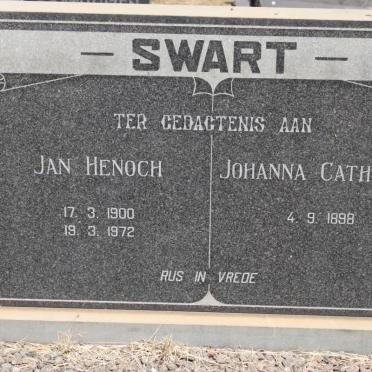 - SWART -
TER GEDAGTENIS AAN
JAN HENOCH
17. 3. 1900
19. 3. 1972
JOHANNA CATH
4. 9. 1898
RUS IN VREDE